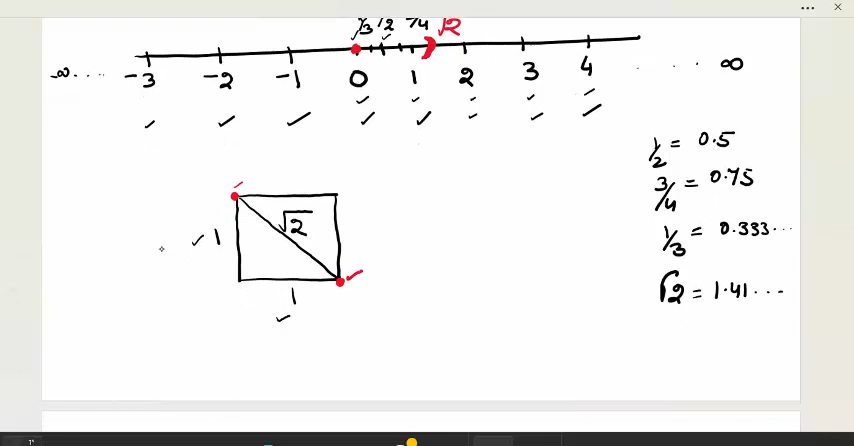 1/3 1/2 3/4 √2
-∞.... -3 -2 -1 0 1 2 3 4 .... ∞
1/2 = 0.5
3/4 = 0.75
1/3 = 0.333...
√2 = 1.41...
√2
1
1